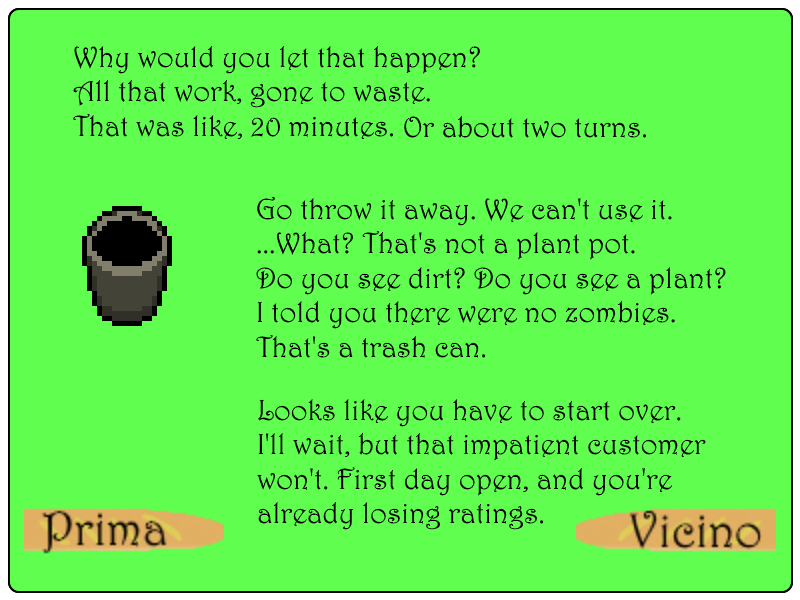 Why would you let that happen?
All that work, gone to waste.
That was like, 20 minutes. Or about two turns.
Go throw it away. We can't use it.
...What? That's not a plant pot.
Do you see dirt? Do you see a plant?
I told you there were no zombies.
That's a trash can.
Looks like you have to start over.
I'll wait, but that impatient customer
won't. First day open, and you're
already losing ratings.
Prima
Vicino